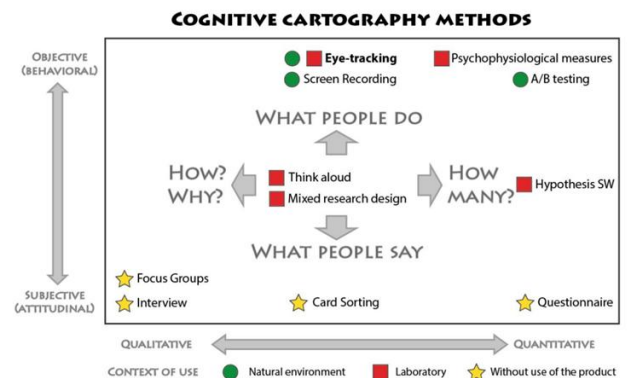 COGNITIVE CARTOGRAPHY METHODS
OBJECTIVE
(BEHAVIORAL)
Eye-tracking
Psychophysiological measures
Screen Recording
A/B testing
WHAT PEOPLE DO
HOW?
WHY?
Think aloud
Mixed research design
HOW
MANY?
Hypothesis SW
WHAT PEOPLE SAY
Focus Groups
Interview
Card Sorting
Questionnaire
SUBJECTIVE
(ATTITUDINAL)
QUALITATIVE
QUANTITATIVE
CONTEXT OF USE
Natural environment
Laboratory
Without use of the product